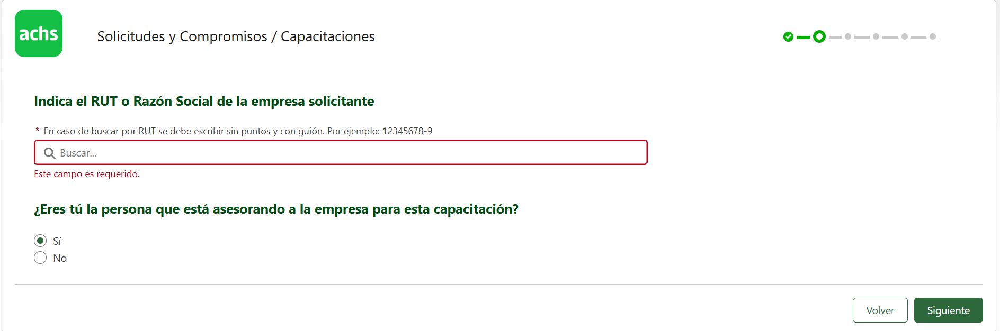 achs
Solicitudes y Compromisos / Capacitaciones
Indica el RUT o Razón Social de la empresa solicitante
* En caso de buscar por RUT se debe escribir sin puntos y con guión. Por ejemplo: 12345678-9
Buscar...
Este campo es requerido.
¿Eres tú la persona que está asesorando a la empresa para esta capacitación?
Sí
No
Volver
Siguiente